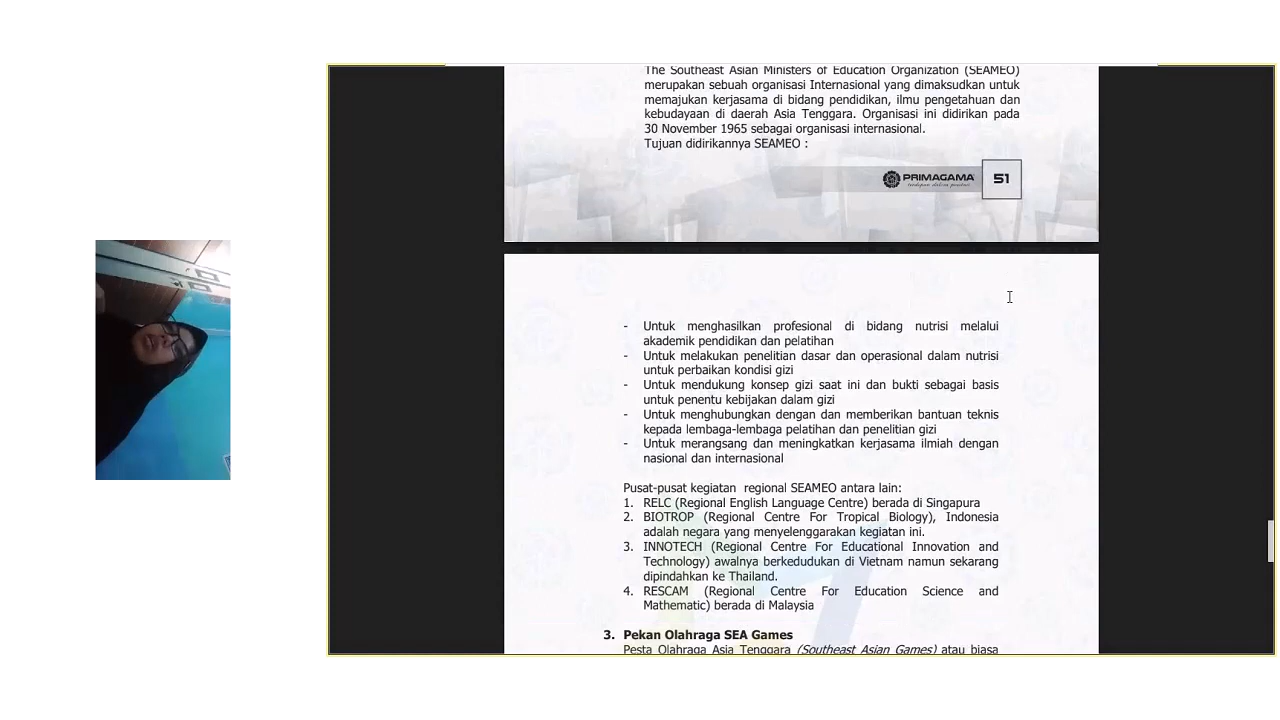 The Southeast Asian Ministers of Education Organization (SEAMEO)
merupakan sebuah organisasi Internasional yang dimaksudkan untuk
memajukan kerjasama di bidang pendidikan, ilmu pengetahuan dan
kebudayaan di daerah Asia Tenggara. Organisasi ini didirikan pada
30 November 1965 sebagai organisasi internasional.
Tujuan didirikannya SEAMEO :
PRIMAGAMA
terdepan dalam prestasi
51
- Untuk menghasilkan profesional di bidang nutrisi melalui
akademik pendidikan dan pelatihan
- Untuk melakukan penelitian dasar dan operasional dalam nutrisi
untuk perbaikan kondisi gizi
- Untuk mendukung konsep gizi saat ini dan bukti sebagai basis
untuk penentu kebijakan dalam gizi
- Untuk menghubungkan dengan dan memberikan bantuan teknis
kepada lembaga-lembaga pelatihan dan penelitian gizi
- Untuk merangsang dan meningkatkan kerjasama ilmiah dengan
nasional dan internasional
Pusat-pusat kegiatan regional SEAMEO antara lain:
1. RELC (Regional English Language Centre) berada di Singapura
2. BIOTROP (Regional Centre For Tropical Biology), Indonesia
adalah negara yang menyelenggarakan kegiatan ini.
3. INNOTECH (Regional Centre For Educational Innovation and
Technology) awalnya berkedudukan di Vietnam namun sekarang
dipindahkan ke Thailand.
4. RESCAM (Regional Centre For Education Science and
Mathematic) berada di Malaysia
3. Pekan Olahraga SEA Games
Pesta Olahraga Asia Tenggara (Southeast Asian Games) atau biasa